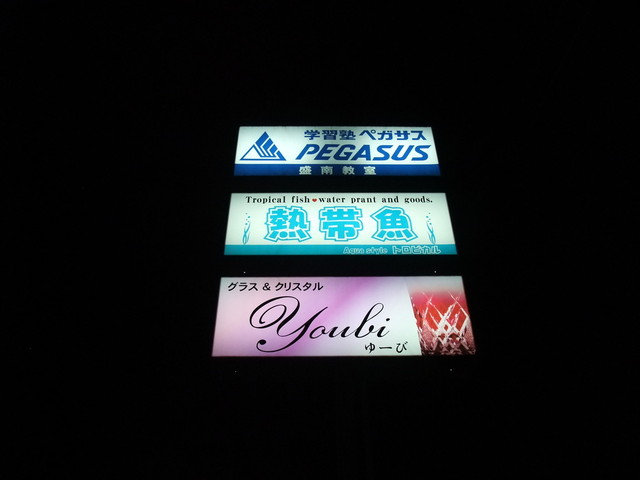 学習塾 ペガサス
PEGASUS
盛南教室
Tropical fish♥water prant and goods.
熱帯魚
Aqua style トロピカル
グラス & クリスタル
Youbi
ゆーび